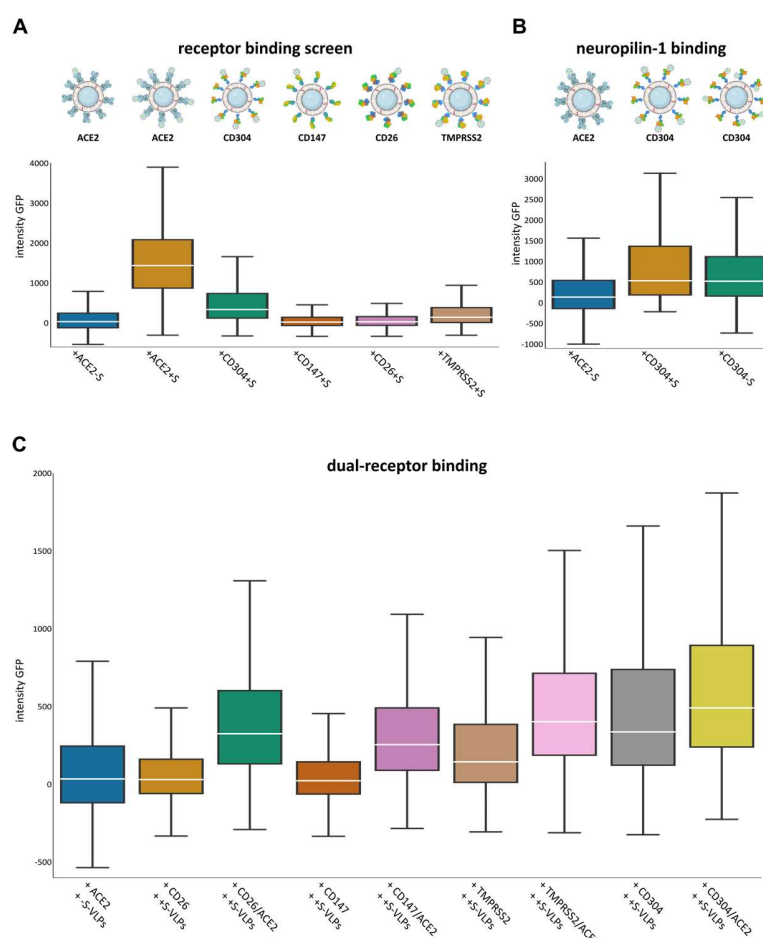 A
receptor binding screen
ACE2 ACE2 CD304 CD147 CD26 TMPRSS2
4000
3000
2000
1000
0
intensity GFP
+ACE2-S +ACE2+S +CD304+S +CD147+S +CD26+S +TMPRSS2+S
B
neuropilin-1 binding
ACE2 CD304 CD304
3000
2500
2000
1500
1000
500
0
-500
-1000
intensity GFP
+ACE2-S +CD304+S +CD304-S
C
dual-receptor binding
2000
1500
1000
500
0
-500
intensity GFP
+ ACE2
+ -S-VLPs
+ CD26
+ +S-VLPs
+ CD26/ACE2
+ +S-VLPs
+ CD147
+ +S-VLPs
+ CD147/ACE2
+ +S-VLPs
+ TMPRSS2
+ +S-VLPs
+ TMPRSS2/ACE2
+ +S-VLPs
+ CD304
+ +S-VLPs
+ CD304/ACE2
+ +S-VLPs